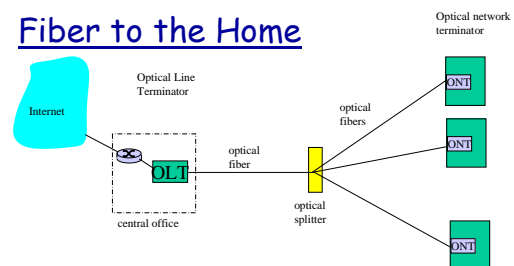 Fiber to the Home
Optical network
terminator
Optical Line
Terminator
ONT
Internet
optical
fibers
ONT
optical
fiber
OLT
optical
splitter
central office
ONT